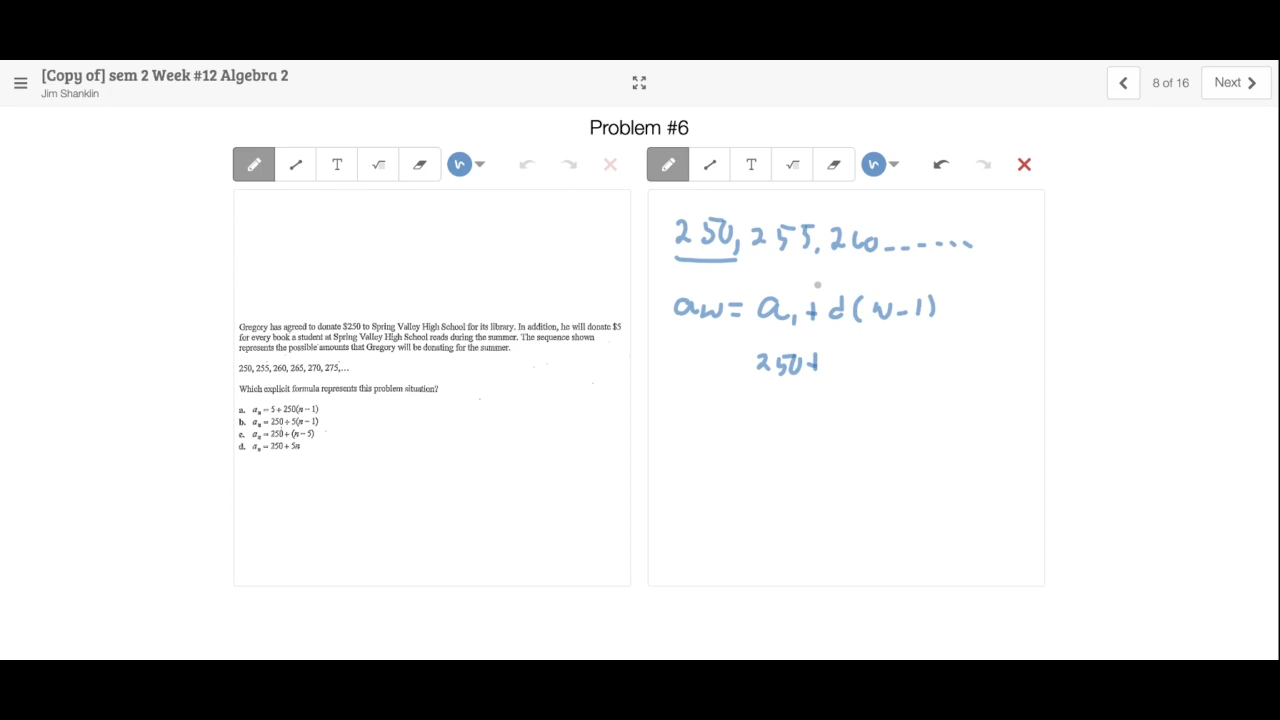 [Copy of] sem 2 Week #12 Algebra 2
Jim Shanklin
8 of 16
Next
Problem #6
T
T
Gregory has agreed to donate $250 to Spring Valley High School for its library. In addition, he will donate $5
for every book a student at Spring Valley High School reads during the summer. The sequence shown
represents the possible amounts that Gregory will be donating for the summer.
250, 255, 260, 265, 270, 275,...
Which explicit formula represents this problem situation?
a. aₙ = 5 + 250(n − 1)
b. aₙ = 250 + 5(n − 1)
c. aₙ = 250 + (n − 5)
d. aₙ = 250 + 5n
250, 255, 260......
an = a₁ + d(n-1)
250+